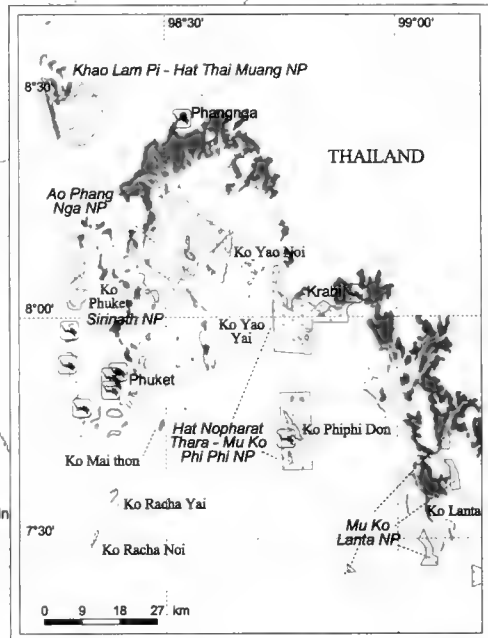 98°30'
99°00'
Khao Lam Pi - Hat Thai Muang NP
8°30'
Phangnga
THAILAND
Ao Phang
Nga NP
Ko Yao Noi
Ko
Phuket
Krabi
8°00'
Sirinath NP
Ko Yao
Yai
Phuket
Hat Nopharat
Thara - Mu Ko
Phi Phi NP
Ko Phiphi Don
Ko Mai thon
Ko Racha Yai
Ko Lanta
Mu Ko
Lanta NP
7°30'
Ko Racha Noi
0 9 18 27 km